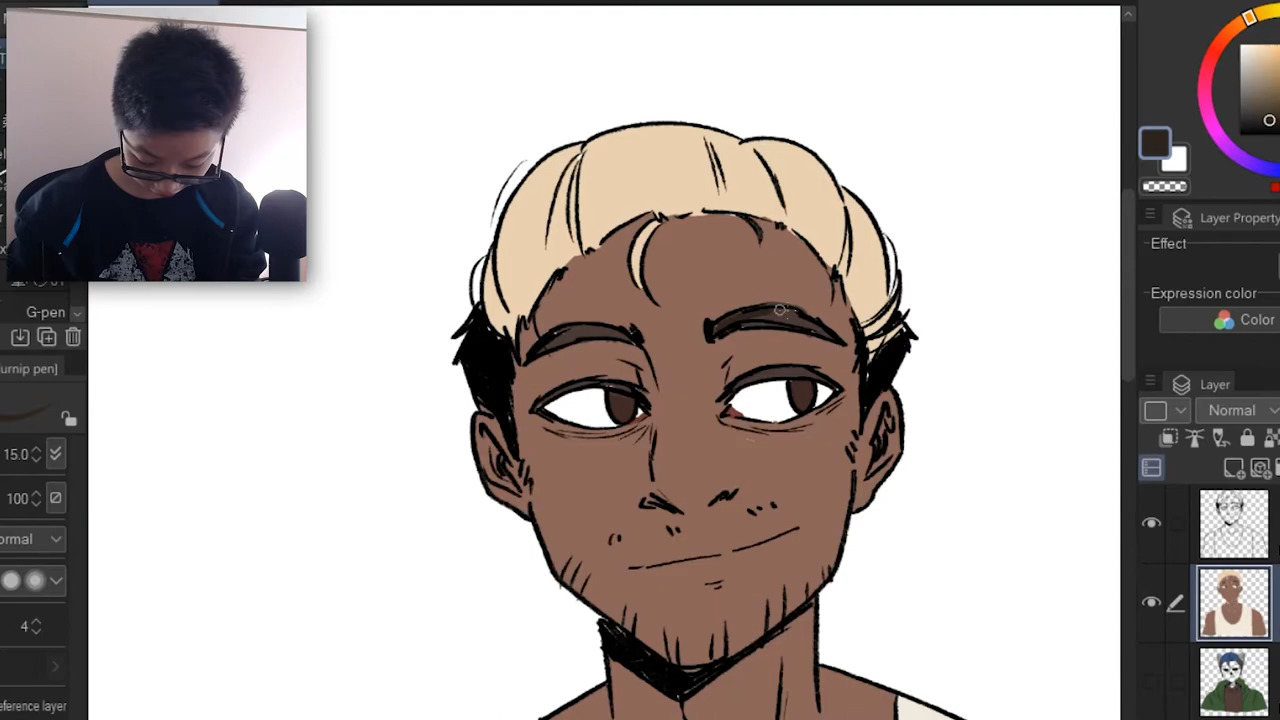 G-pen
urnip pen]
15.0
100
ormal
4
eference layer
Layer Property
Effect
Expression color
Color
Layer
Normal